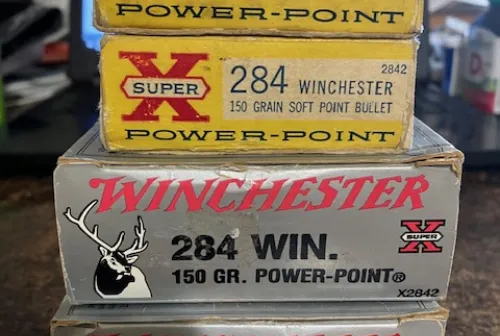 POWER-POINT
X
SUPER
284 WINCHESTER
2842
150 GRAIN SOFT POINT BULLET
POWER-POINT
WINCHESTER
284 WIN.
150 GR. POWER-POINT®
X
SUPER
X2842